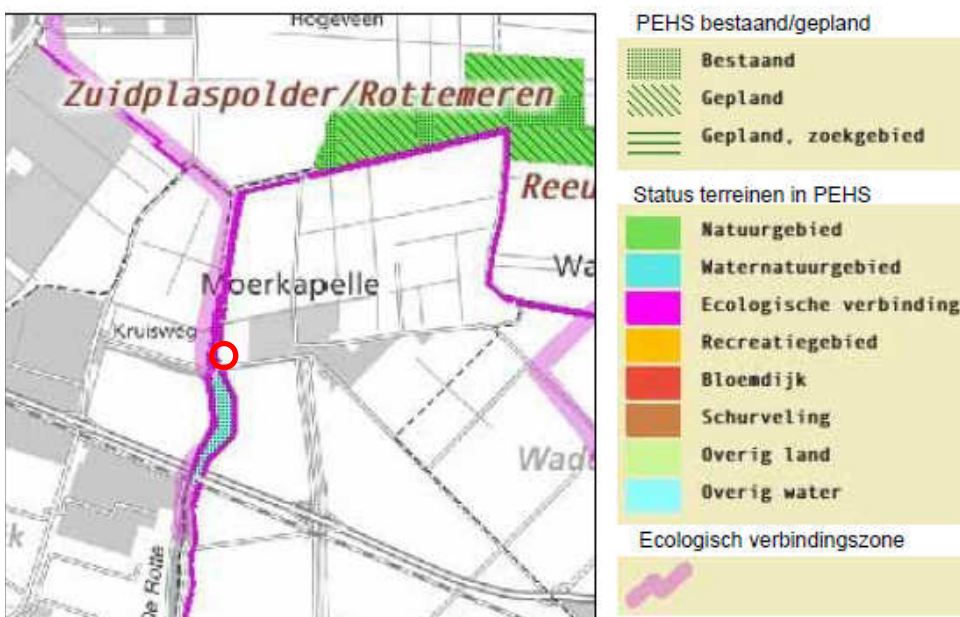 Hogeveen
Zuidplaspolder/Rottemeren
Reeu
Wa
Moerkapelle
Kruisweg
Wadd
k
De Rotte
PEHS bestaand/gepland
Bestaand
Gepland
Gepland, zoekgebied
Status terreinen in PEHS
Natuurgebied
Waternatuurgebied
Ecologische verbinding
Recreatiegebied
Bloemdijk
Schurveling
Overig land
Overig water
Ecologisch verbindingszone